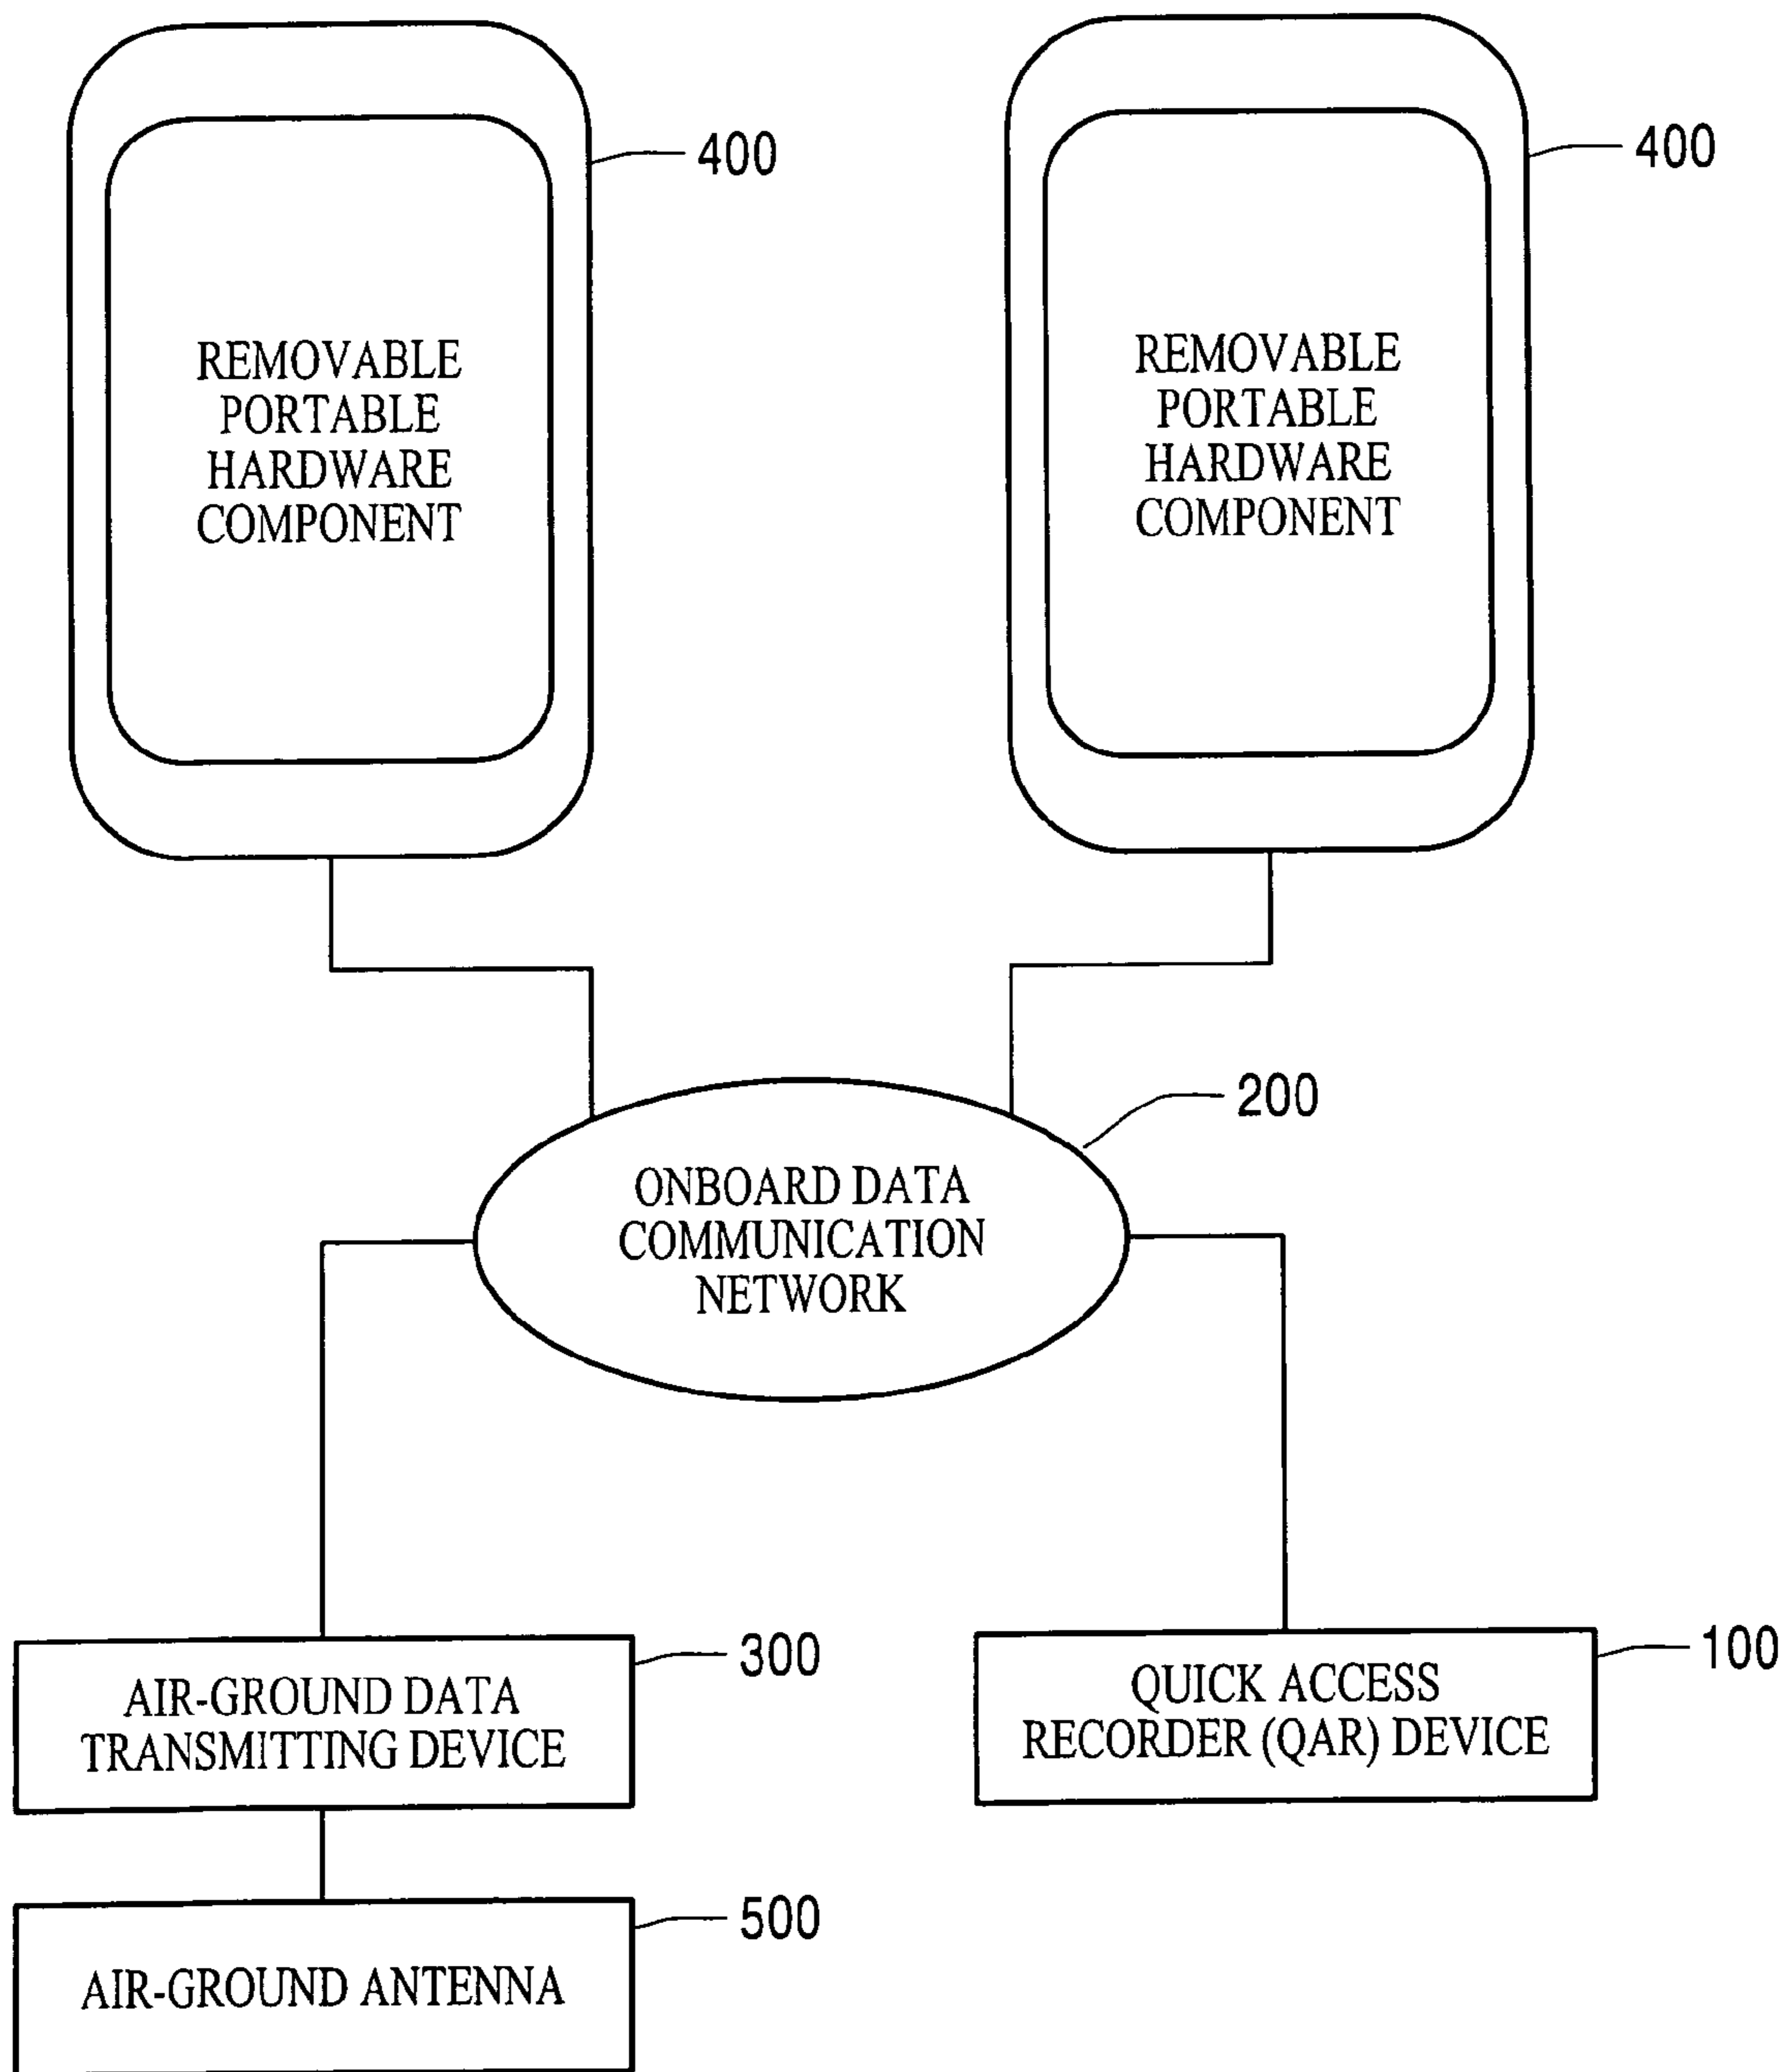 REMOVABLE
PORTABLE
HARDWARE
COMPONENT
400
REMOVABLE
PORTABLE
HARDWARE
COMPONENT
400
ONBOARD DATA
COMMUNICATION
NETWORK
200
AIR-GROUND DATA
TRANSMITTING DEVICE
300
QUICK ACCESS
RECORDER (QAR) DEVICE
100
AIR-GROUND ANTENNA
500